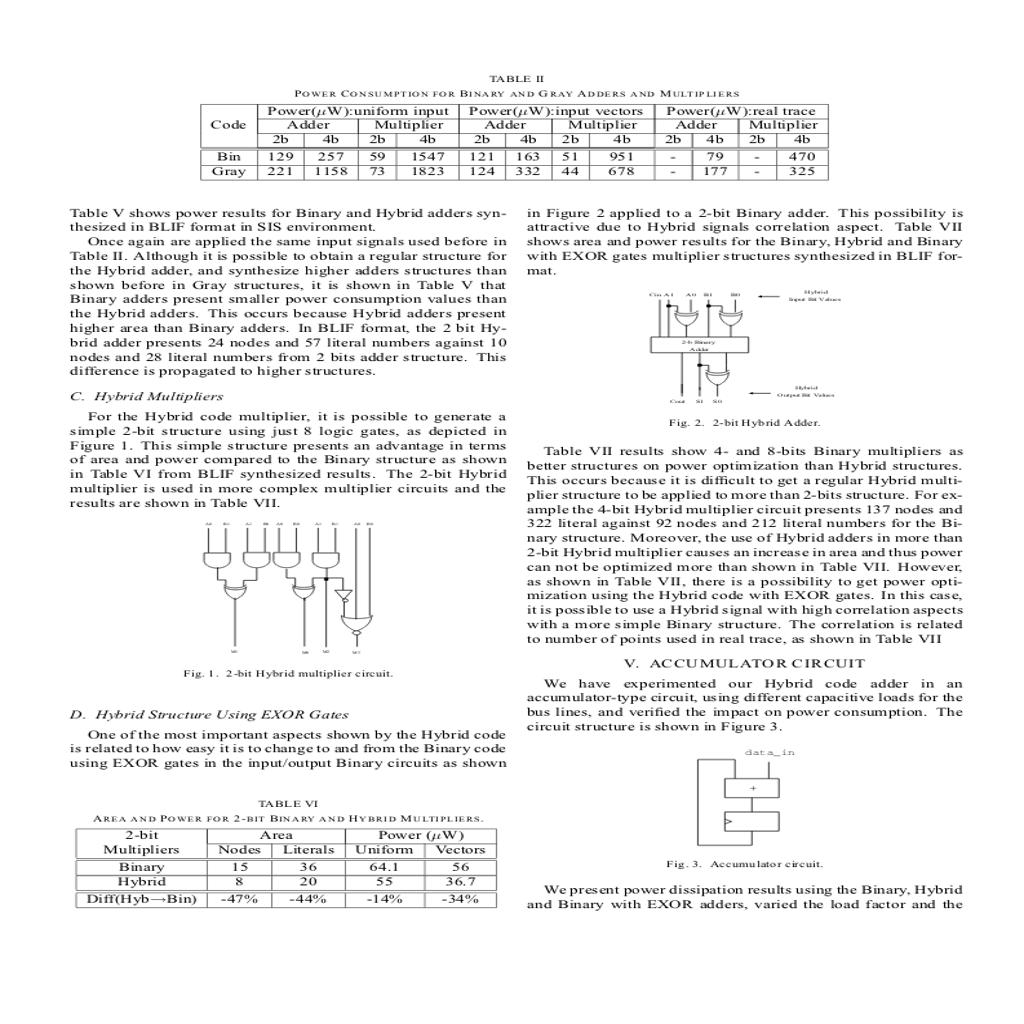 TABLE II
POWER CONSUMPTION FOR BINARY AND GRAY ADDERS AND MULTIPLIERS
Code Power(μW):uniform input Power(μW):input vectors Power(μW):real trace
Adder Multiplier Adder Multiplier Adder Multiplier
2b 4b 2b 4b 2b 4b 2b 4b 2b 4b 2b 4b
Bin 129 257 59 1547 121 163 51 951 - 79 - 470
Gray 221 1158 73 1823 124 332 44 678 - 177 - 325
Table V shows power results for Binary and Hybrid adders syn-
thesized in BLIF format in SIS environment.
Once again are applied the same input signals used before in
Table II. Although it is possible to obtain a regular structure for
the Hybrid adder, and synthesize higher adders structures than
shown before in Gray structures, it is shown in Table V that
Binary adders present smaller power consumption values than
the Hybrid adders. This occurs because Hybrid adders present
higher area than Binary adders. In BLIF format, the 2 bit Hy-
brid adder presents 24 nodes and 57 literal numbers against 10
nodes and 28 literal numbers from 2 bits adder structure. This
difference is propagated to higher structures.
C. Hybrid Multipliers
For the Hybrid code multiplier, it is possible to generate a
simple 2-bit structure using just 8 logic gates, as depicted in
Figure 1. This simple structure presents an advantage in terms
of area and power compared to the Binary structure as shown
in Table VI from BLIF synthesized results. The 2-bit Hybrid
multiplier is used in more complex multiplier circuits and the
results are shown in Table VII.
Fig. 1. 2-bit Hybrid multiplier circuit.
D. Hybrid Structure Using EXOR Gates
One of the most important aspects shown by the Hybrid code
is related to how easy it is to change to and from the Binary code
using EXOR gates in the input/output Binary circuits as shown
TABLE VI
AREA AND POWER FOR 2-BIT BINARY AND HYBRID MULTIPLIERS.
2-bit Area Power (μW)
Multipliers Nodes Literals Uniform Vectors
Binary 15 36 64.1 56
Hybrid 8 20 55 36.7
Diff(Hyb→Bin) -47% -44% -14% -34%
in Figure 2 applied to a 2-bit Binary adder. This possibility is
attractive due to Hybrid signals correlation aspect. Table VII
shows area and power results for the Binary, Hybrid and Binary
with EXOR gates multiplier structures synthesized in BLIF for-
mat.
Cin A1 A0 B1 B0 Hybrid
Input Bit Values
2-b Binary
Adder
Hybrid
Output Bit Values
Cout S1 S0
Fig. 2. 2-bit Hybrid Adder.
Table VII results show 4- and 8-bits Binary multipliers as
better structures on power optimization than Hybrid structures.
This occurs because it is difficult to get a regular Hybrid multi-
plier structure to be applied to more than 2-bits structure. For ex-
ample the 4-bit Hybrid multiplier circuit presents 137 nodes and
322 literal against 92 nodes and 212 literal numbers for the Bi-
nary structure. Moreover, the use of Hybrid adders in more than
2-bit Hybrid multiplier causes an increase in area and thus power
can not be optimized more than shown in Table VII. However,
as shown in Table VII, there is a possibility to get power opti-
mization using the Hybrid code with EXOR gates. In this case,
it is possible to use a Hybrid signal with high correlation aspects
with a more simple Binary structure. The correlation is related
to number of points used in real trace, as shown in Table VII
V. ACCUMULATOR CIRCUIT
We have experimented our Hybrid code adder in an
accumulator-type circuit, using different capacitive loads for the
bus lines, and verified the impact on power consumption. The
circuit structure is shown in Figure 3.
data_in
+
Fig. 3. Accumulator circuit.
We present power dissipation results using the Binary, Hybrid
and Binary with EXOR adders, varied the load factor and the